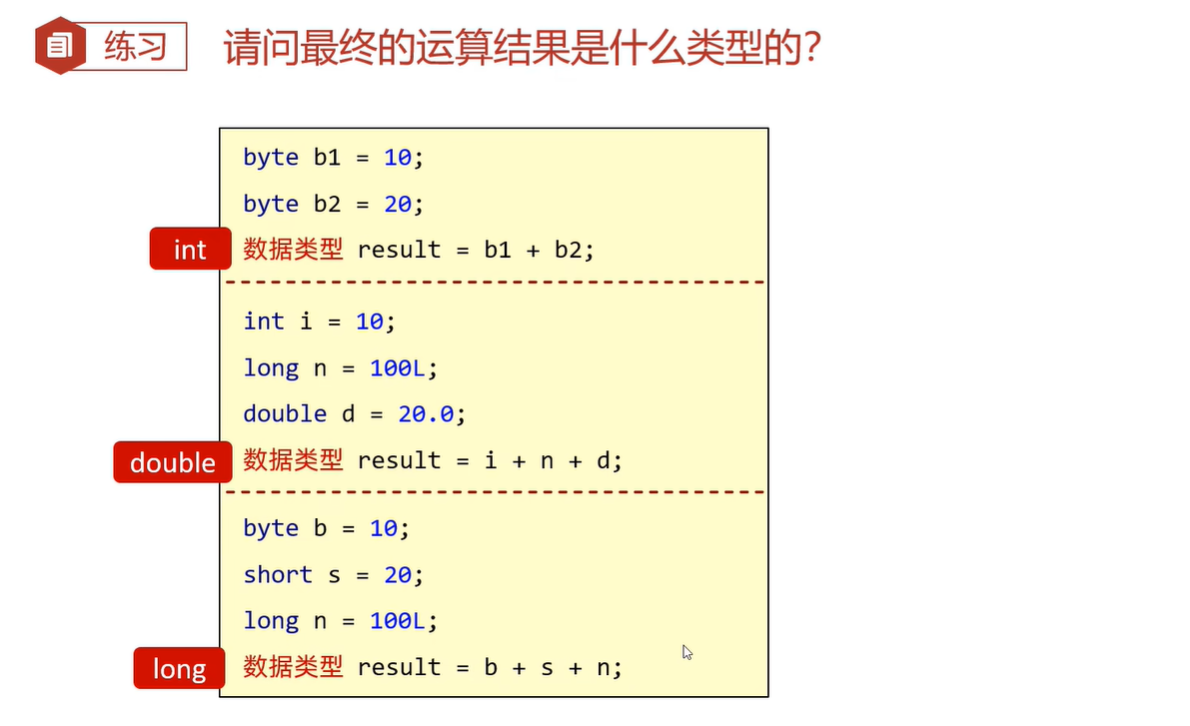 练习 请问最终的运算结果是什么类型的?
byte b1 = 10;
byte b2 = 20;
int 数据类型 result = b1 + b2;
int i = 10;
long n = 100L;
double d = 20.0;
double 数据类型 result = i + n + d;
byte b = 10;
short s = 20;
long n = 100L;
long 数据类型 result = b + s + n;